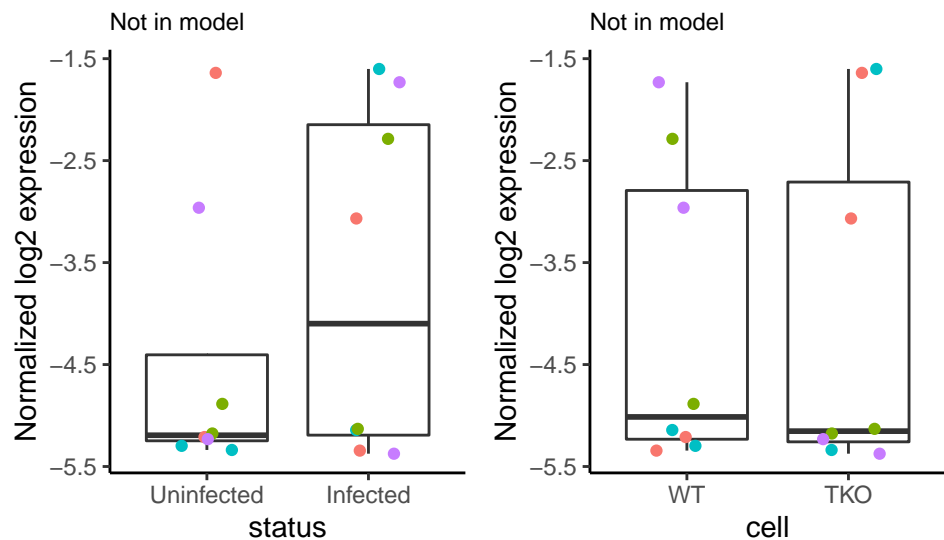 Not in model
Normalized log2 expression
−1.5
−2.5
−3.5
−4.5
−5.5
Uninfected
Infected
status
Not in model
Normalized log2 expression
−1.5
−2.5
−3.5
−4.5
−5.5
WT
TKO
cell